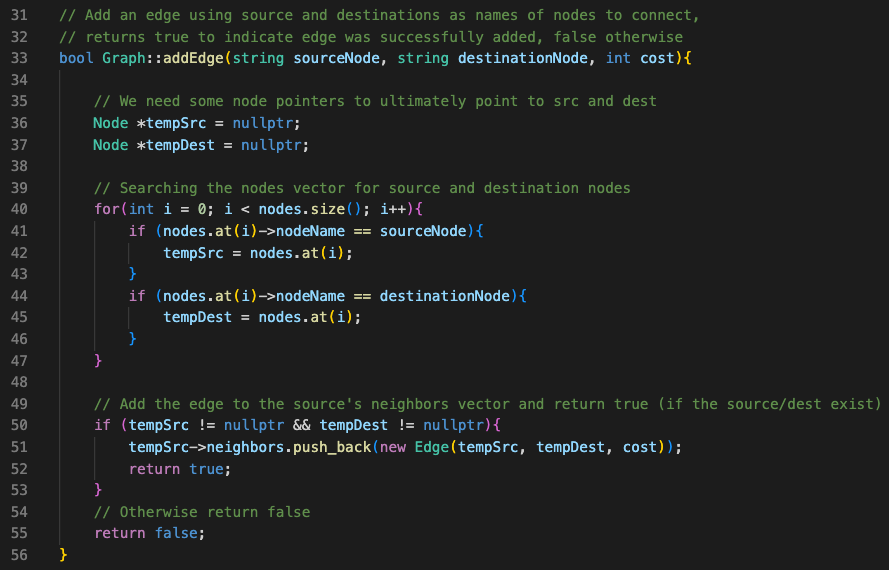 31 // Add an edge using source and destinations as names of nodes to connect,
32 // returns true to indicate edge was successfully added, false otherwise
33 bool Graph::addEdge(string sourceNode, string destinationNode, int cost){
34
35     // We need some node pointers to ultimately point to src and dest
36     Node *tempSrc = nullptr;
37     Node *tempDest = nullptr;
38
39     // Searching the nodes vector for source and destination nodes
40     for(int i = 0; i < nodes.size(); i++){
41         if (nodes.at(i)->nodeName == sourceNode){
42             tempSrc = nodes.at(i);
43         }
44         if (nodes.at(i)->nodeName == destinationNode){
45             tempDest = nodes.at(i);
46         }
47     }
48
49     // Add the edge to the source's neighbors vector and return true (if the source/dest exist)
50     if (tempSrc != nullptr && tempDest != nullptr){
51         tempSrc->neighbors.push_back(new Edge(tempSrc, tempDest, cost));
52         return true;
53     }
54     // Otherwise return false
55     return false;
56 }